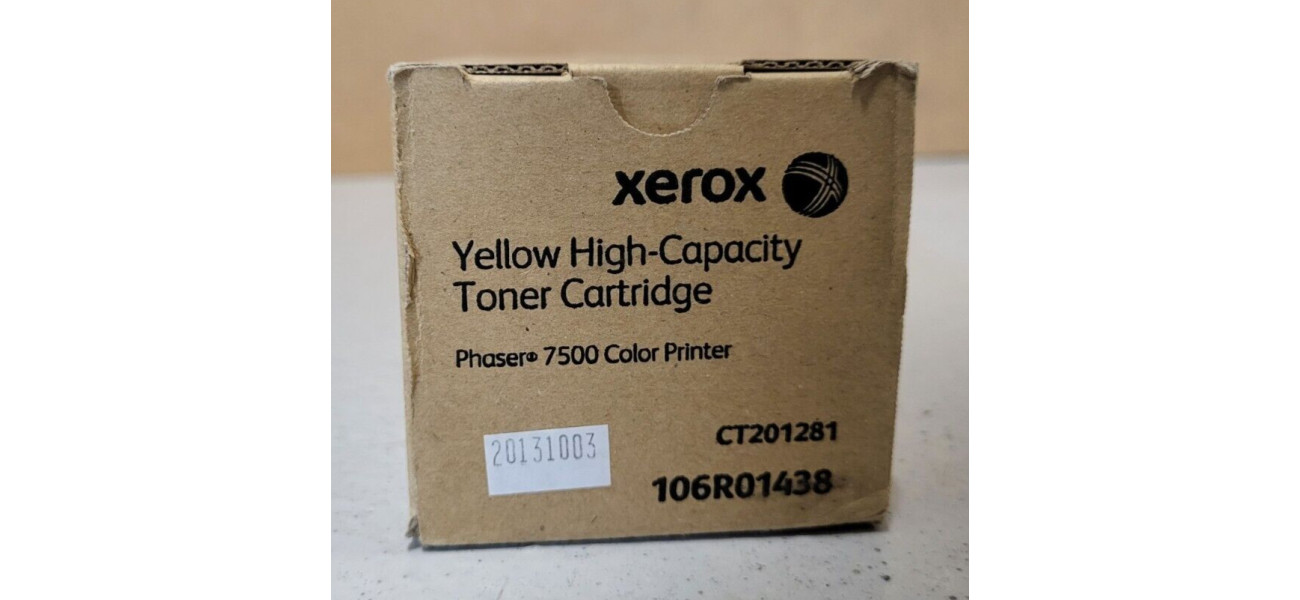 xerox
Yellow High-Capacity
Toner Cartridge
Phaser® 7500 Color Printer
CT201281
20131003
106R01438